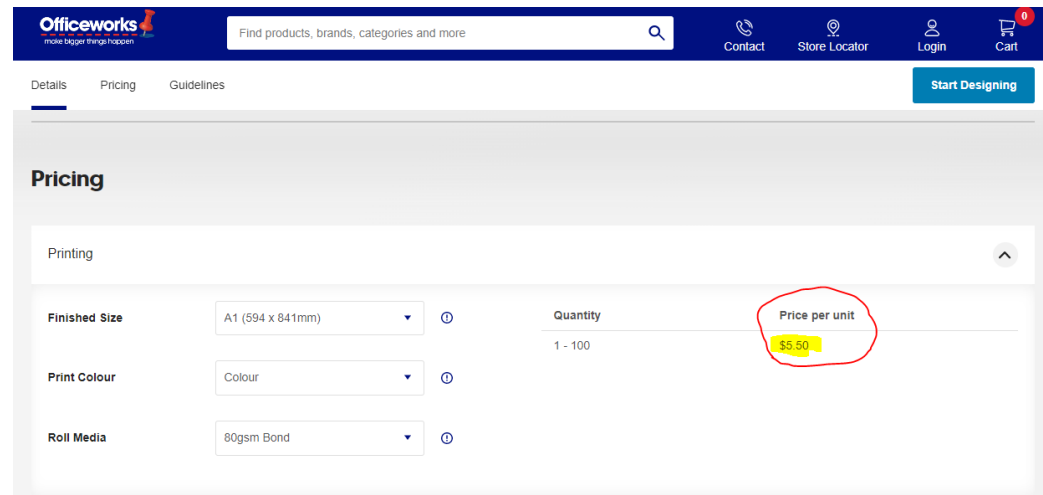 Officeworks
make bigger things happen
Find products, brands, categories and more
Contact
Store Locator
Login
0
Cart
Details
Pricing
Guidelines
Start Designing
Pricing
Printing
Finished Size
A1 (594 x 841mm)
Quantity
Price per unit
1 - 100
$5.50
Print Colour
Colour
Roll Media
80gsm Bond